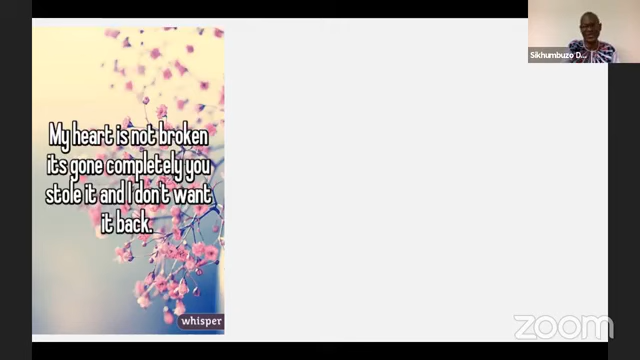 Sikhumbuzo D...
My heart is not broken
its gone completely you
stole it and I don't want
it back.
whisper
zoom